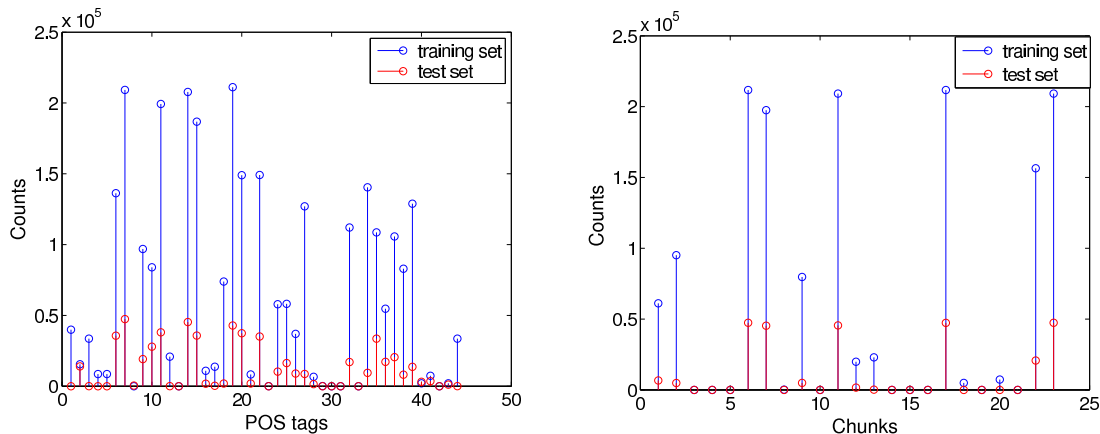 x 10^5
2.5
2
1.5
1
0.5
0
Counts
0 10 20 30 40 50
POS tags
training set
test set
x 10^5
2.5
2
1.5
1
0.5
0
Counts
0 5 10 15 20 25
Chunks
training set
test set